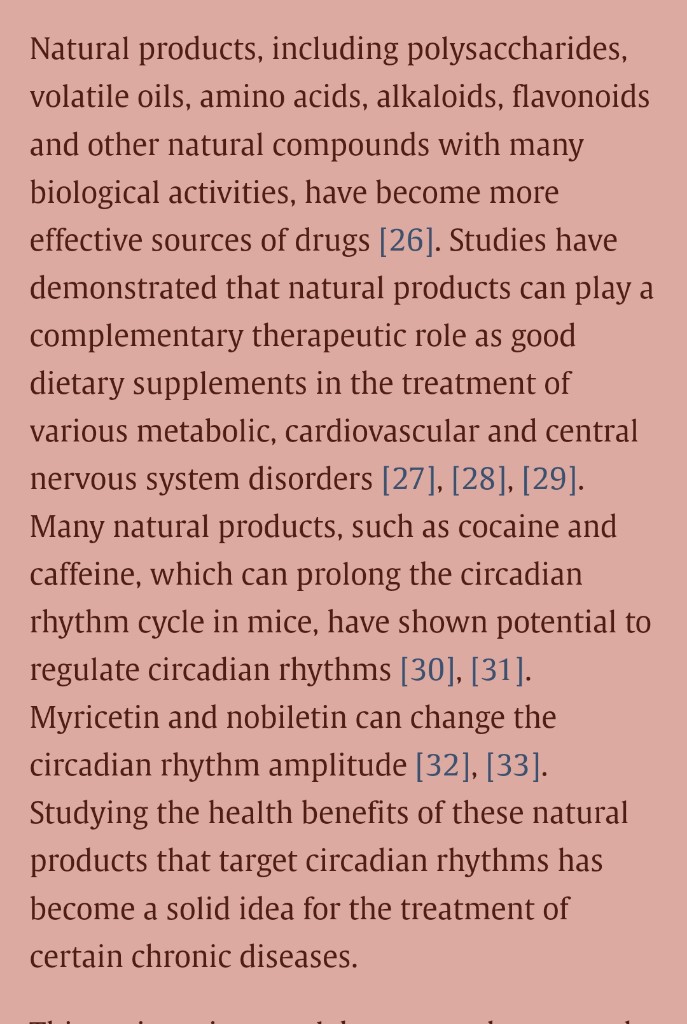 Natural products, including polysaccharides,
volatile oils, amino acids, alkaloids, flavonoids
and other natural compounds with many
biological activities, have become more
effective sources of drugs [26]. Studies have
demonstrated that natural products can play a
complementary therapeutic role as good
dietary supplements in the treatment of
various metabolic, cardiovascular and central
nervous system disorders [27], [28], [29].
Many natural products, such as cocaine and
caffeine, which can prolong the circadian
rhythm cycle in mice, have shown potential to
regulate circadian rhythms [30], [31].
Myricetin and nobiletin can change the
circadian rhythm amplitude [32], [33].
Studying the health benefits of these natural
products that target circadian rhythms has
become a solid idea for the treatment of
certain chronic diseases.